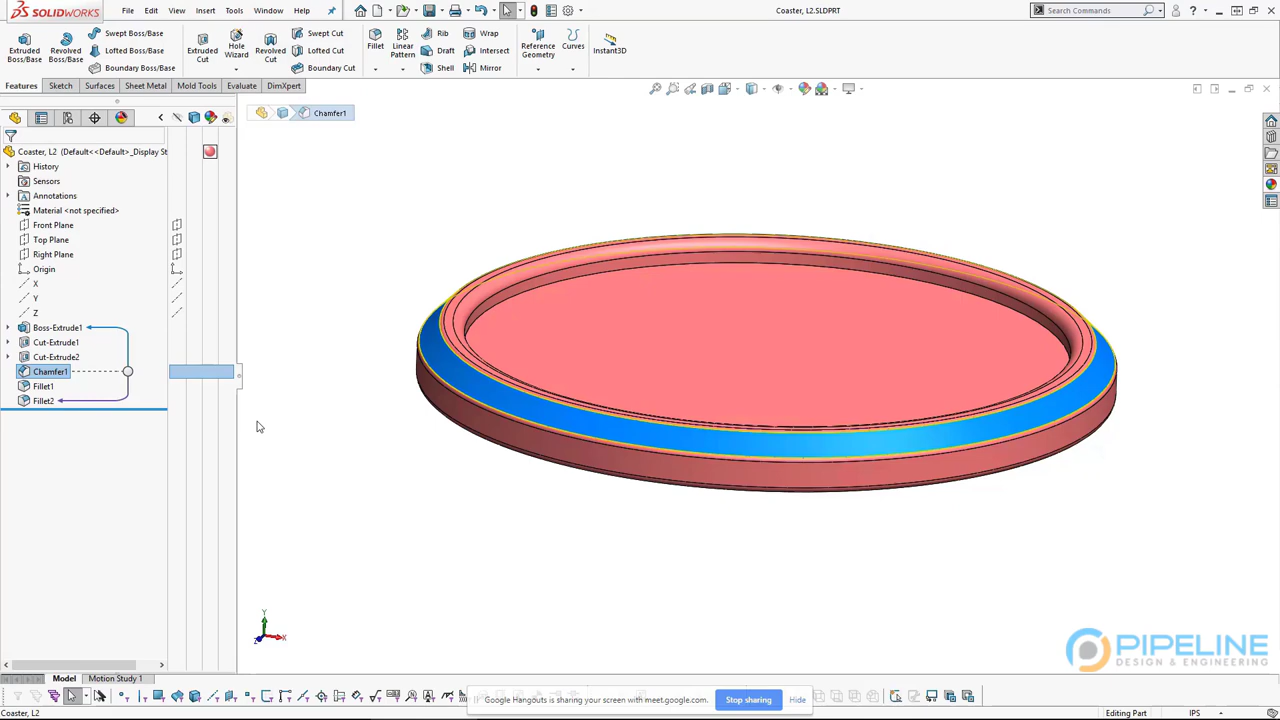 SOLIDWORKS
File Edit View Insert Tools Window Help
Coaster, L2.SLDPRT
Search Commands
Extruded Boss/Base
Revolved Boss/Base
Swept Boss/Base
Lofted Boss/Base
Boundary Boss/Base
Extruded Cut
Hole Wizard
Revolved Cut
Swept Cut
Lofted Cut
Boundary Cut
Fillet
Linear Pattern
Rib
Draft
Shell
Wrap
Intersect
Mirror
Reference Geometry
Curves
Instant3D
Features Sketch Surfaces Sheet Metal Mold Tools Evaluate DimXpert
Chamfer1
Coaster, L2 (Default<<Default>_Display St
History
Sensors
Annotations
Material <not specified>
Front Plane
Top Plane
Right Plane
Origin
X
Y
Z
Boss-Extrude1
Cut-Extrude1
Cut-Extrude2
Chamfer1
Fillet1
Fillet2
Y
X
Z
PIPELINE
DESIGN & ENGINEERING
Model Motion Study 1
Google Hangouts is sharing your screen with meet.google.com. Stop sharing Hide
Coaster, L2
Editing Part IPS